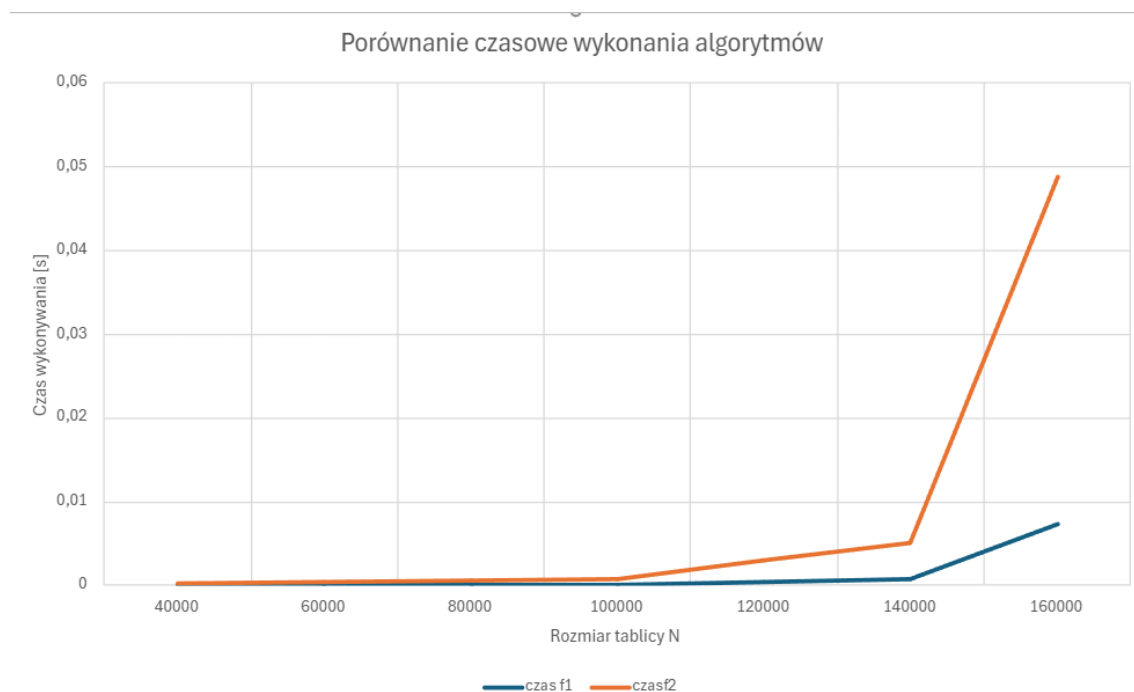 Porównanie czasowe wykonania algorytmów
0,06
0,05
0,04
0,03
0,02
0,01
0
Czas wykonywania [s]
40000 60000 80000 100000 120000 140000 160000
Rozmiar tablicy N
czas f1 czasf2